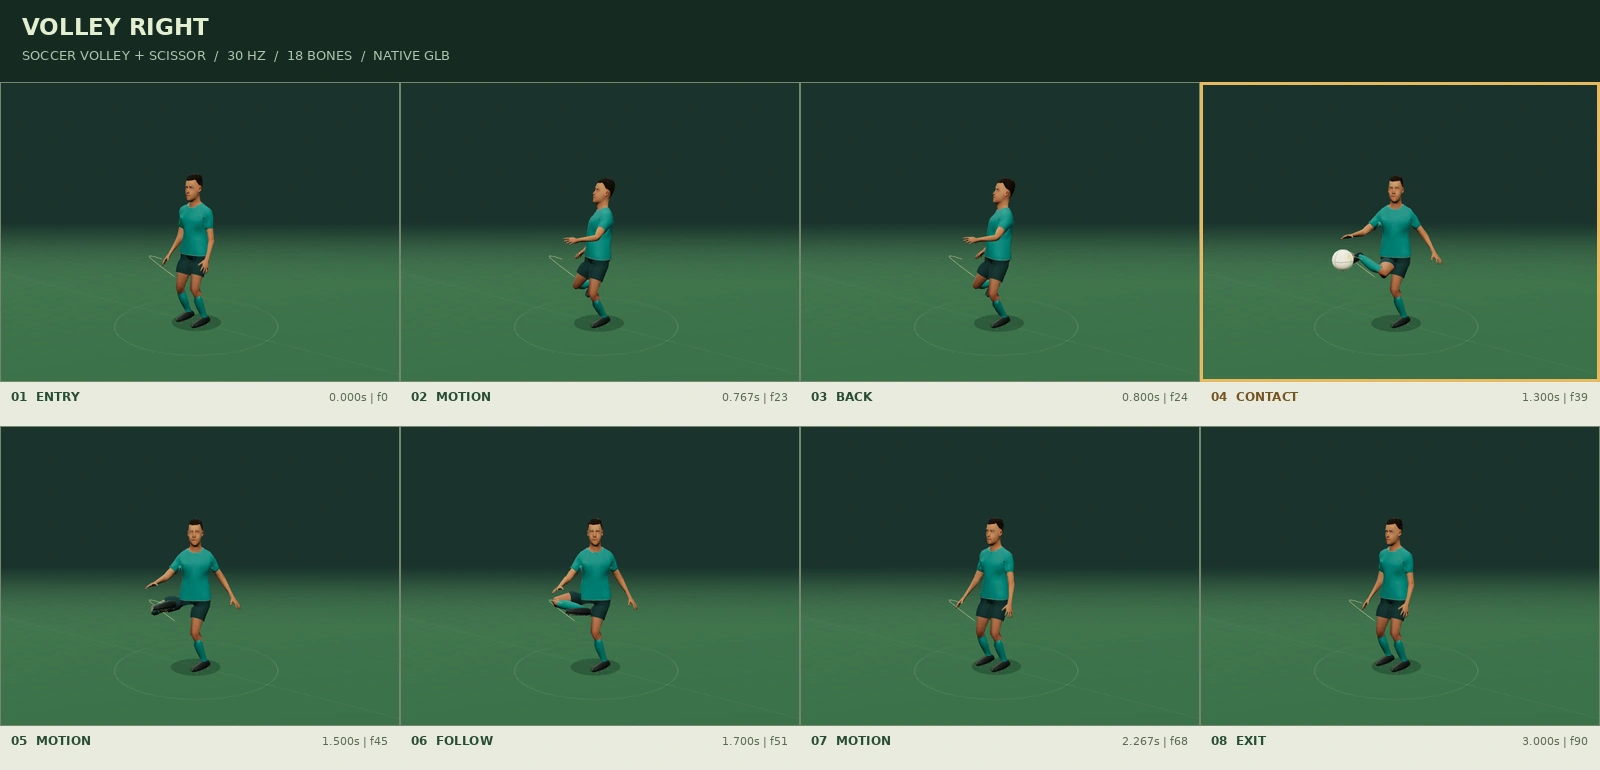 VOLLEY RIGHT
SOCCER VOLLEY + SCISSOR / 30 HZ / 18 BONES / NATIVE GLB
01 ENTRY 0.000s | f0
02 MOTION 0.767s | f23
03 BACK 0.800s | f24
04 CONTACT 1.300s | f39
05 MOTION 1.500s | f45
06 FOLLOW 1.700s | f51
07 MOTION 2.267s | f68
08 EXIT 3.000s | f90